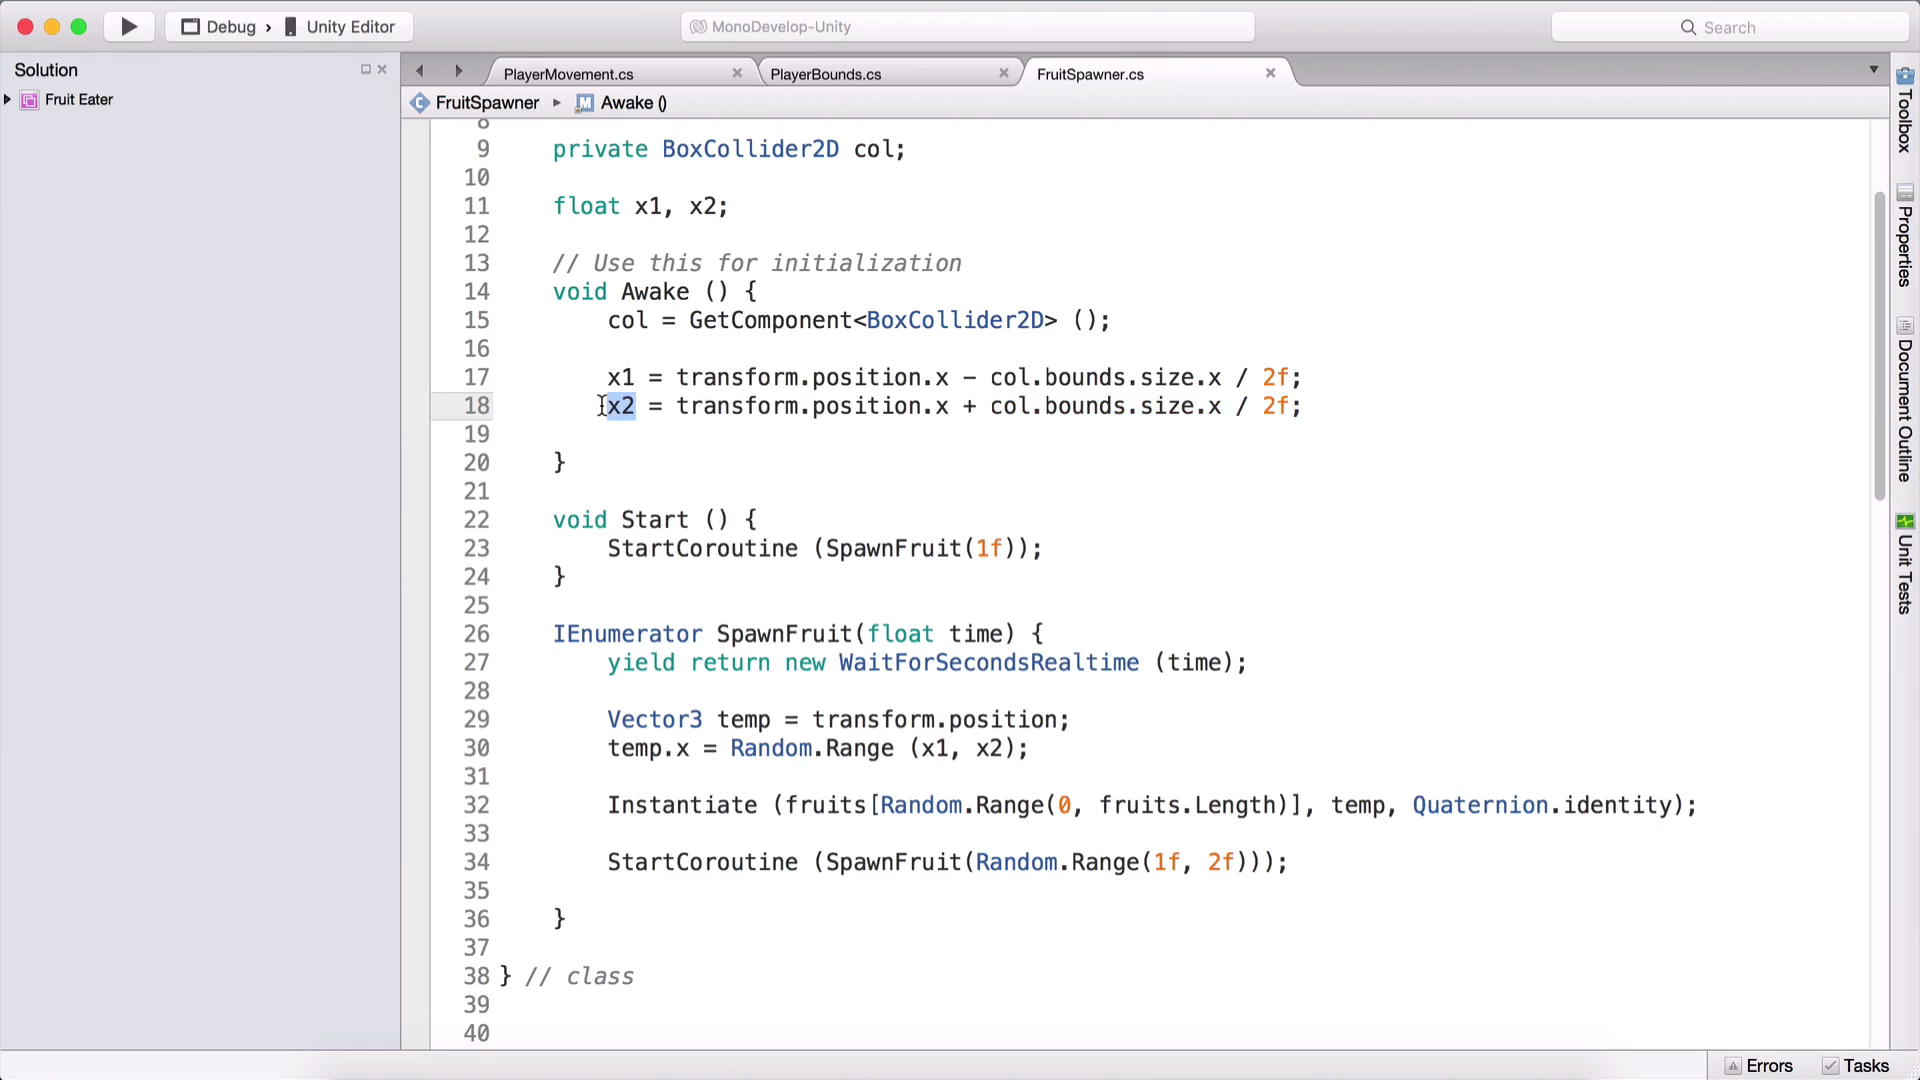 Debug › Unity Editor
MonoDevelop-Unity
Search
Solution
Fruit Eater
PlayerMovement.cs
PlayerBounds.cs
FruitSpawner.cs
FruitSpawner ▸ Awake ()
8
9 private BoxCollider2D col;
10
11 float x1, x2;
12
13 // Use this for initialization
14 void Awake () {
15 col = GetComponent<BoxCollider2D> ();
16
17 x1 = transform.position.x - col.bounds.size.x / 2f;
18 x2 = transform.position.x + col.bounds.size.x / 2f;
19
20 }
21
22 void Start () {
23 StartCoroutine (SpawnFruit(1f));
24 }
25
26 IEnumerator SpawnFruit(float time) {
27 yield return new WaitForSecondsRealtime (time);
28
29 Vector3 temp = transform.position;
30 temp.x = Random.Range (x1, x2);
31
32 Instantiate (fruits[Random.Range(0, fruits.Length)], temp, Quaternion.identity);
33
34 StartCoroutine (SpawnFruit(Random.Range(1f, 2f)));
35
36 }
37
38 } // class
39
40
Toolbox
Properties
Document Outline
Unit Tests
Errors
Tasks